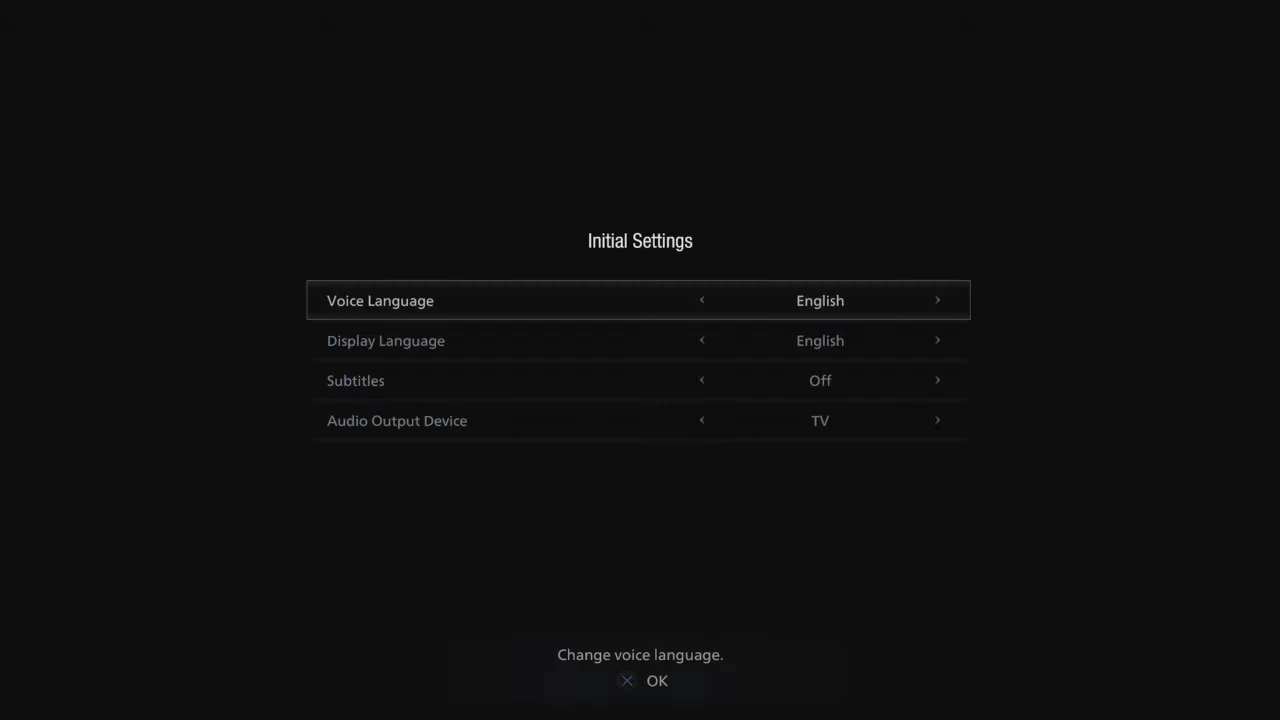 Initial Settings
Voice Language ‹ English ›
Display Language ‹ English ›
Subtitles ‹ Off ›
Audio Output Device ‹ TV ›
Change voice language.
OK